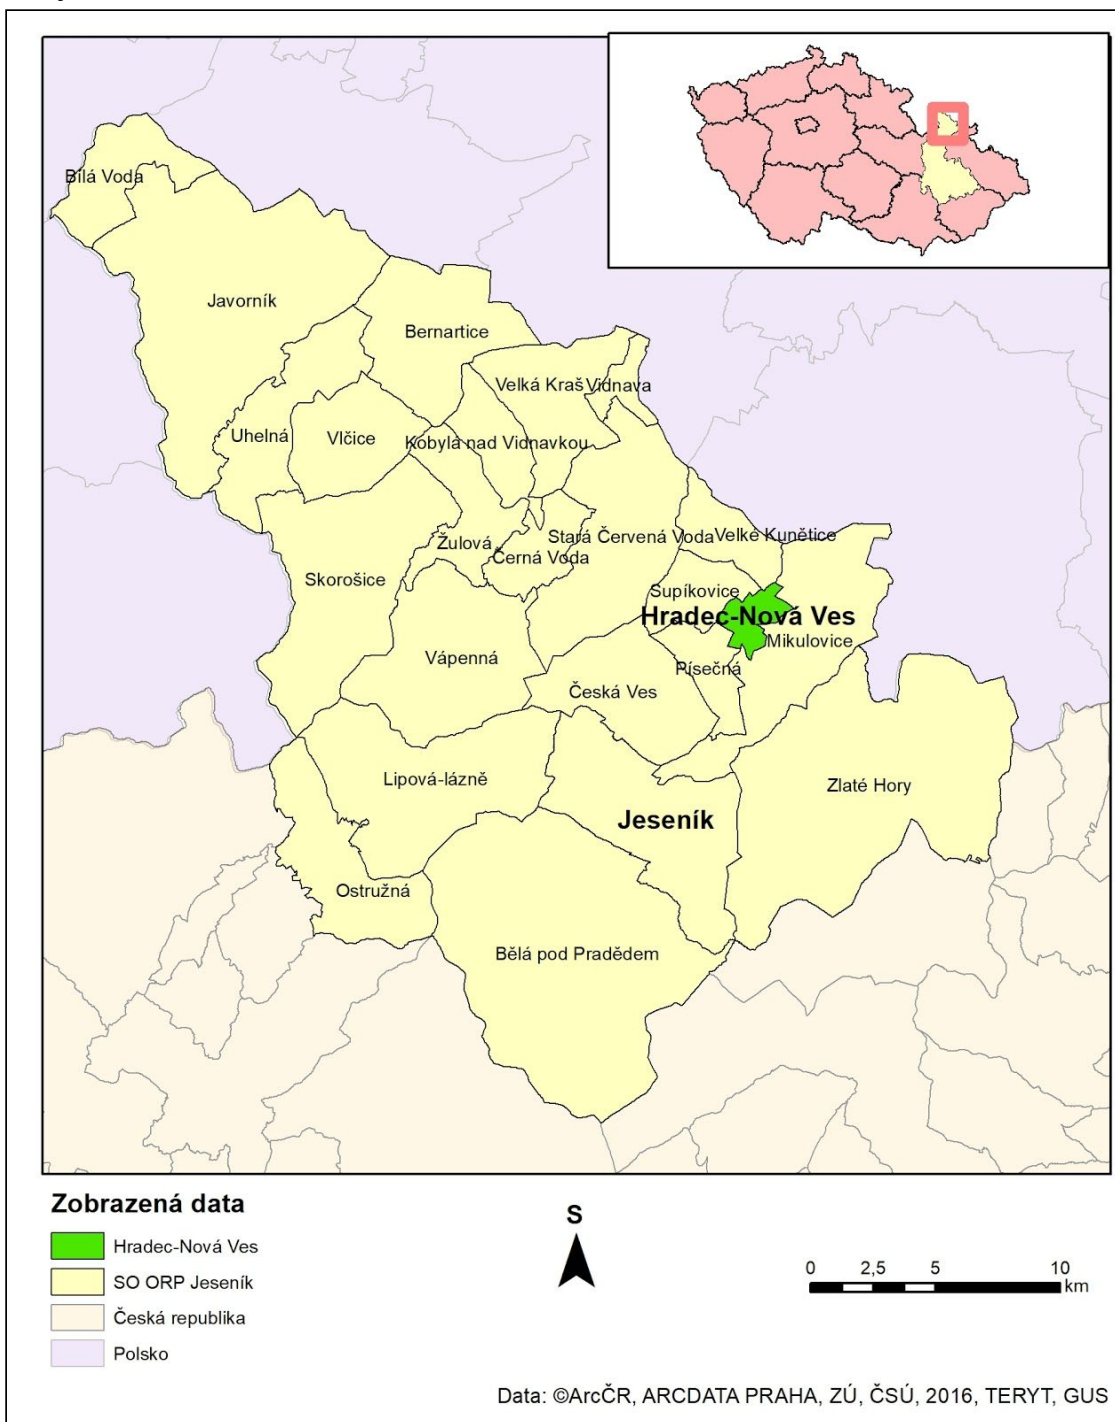 Bílá Voda
Javorník
Bernartice
Velká Kraš
Vidnava
Uhelná
Vlčice
Kobylá nad Vidnavkou
Stará Červená Voda
Velké Kunětice
Žulová
Černá Voda
Skorošice
Supíkovice
Hradec-Nová Ves
Mikulovice
Vápenná
Písečná
Česká Ves
Lipová-lázně
Zlaté Hory
Jeseník
Ostružná
Bělá pod Pradědem
Zobrazená data
Hradec-Nová Ves
SO ORP Jeseník
Česká republika
Polsko
S
0 2,5 5 10
km
Data: ©ArcČR, ARCDATA PRAHA, ZÚ, ČSÚ, 2016, TERYT, GUS